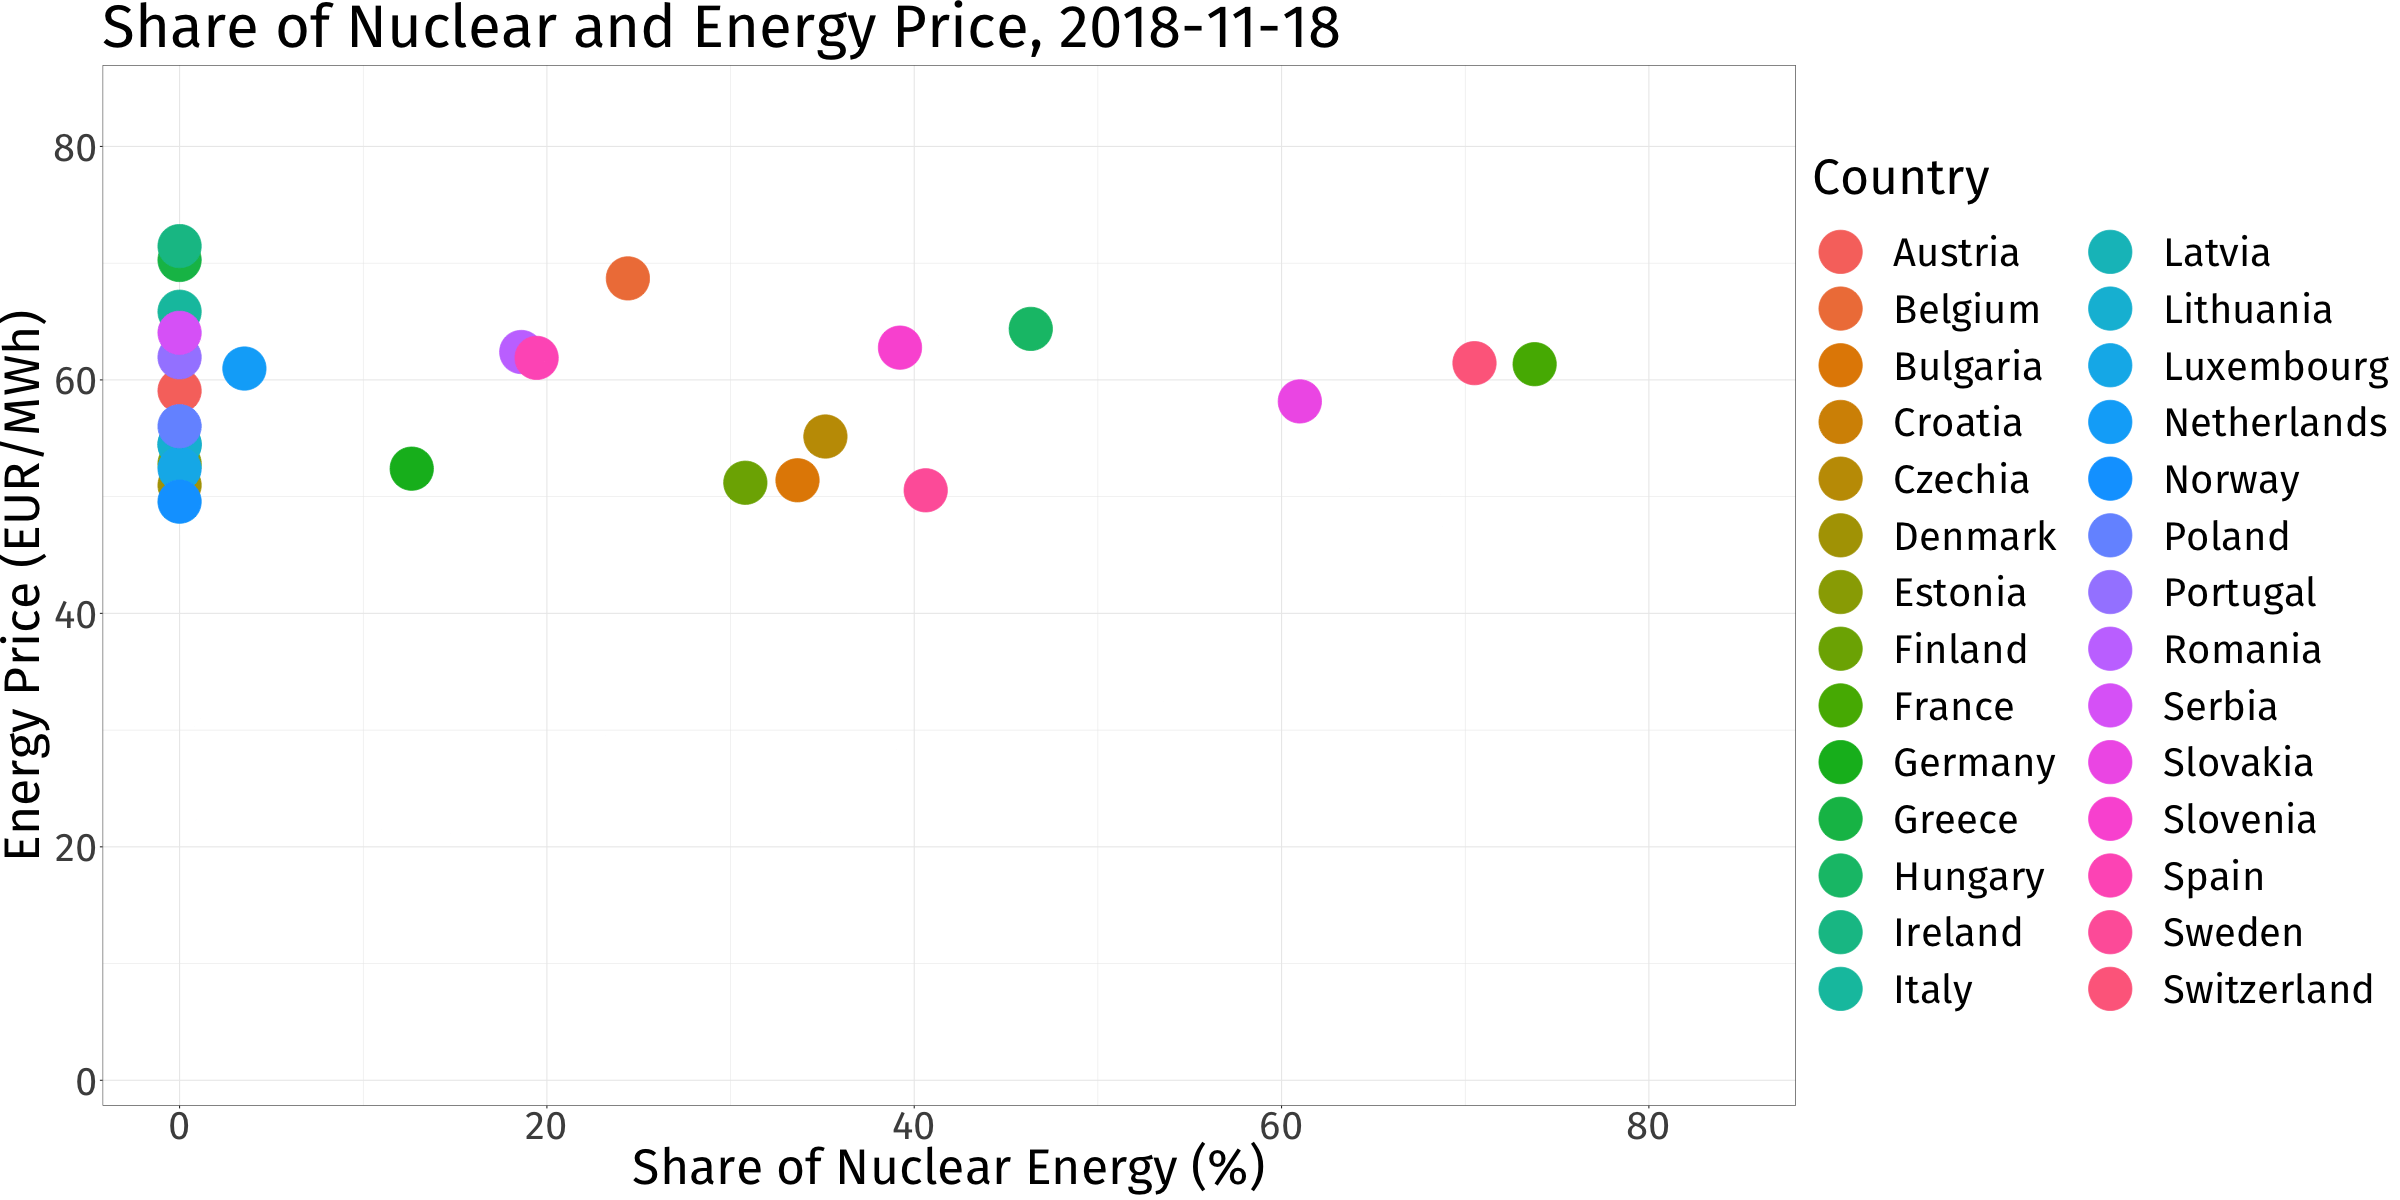 Share of Nuclear and Energy Price, 2018-11-18
Energy Price (EUR/MWh)
80
60
40
20
0
0 20 40 60 80
Share of Nuclear Energy (%)
Country
Austria
Belgium
Bulgaria
Croatia
Czechia
Denmark
Estonia
Finland
France
Germany
Greece
Hungary
Ireland
Italy
Latvia
Lithuania
Luxembourg
Netherlands
Norway
Poland
Portugal
Romania
Serbia
Slovakia
Slovenia
Spain
Sweden
Switzerland